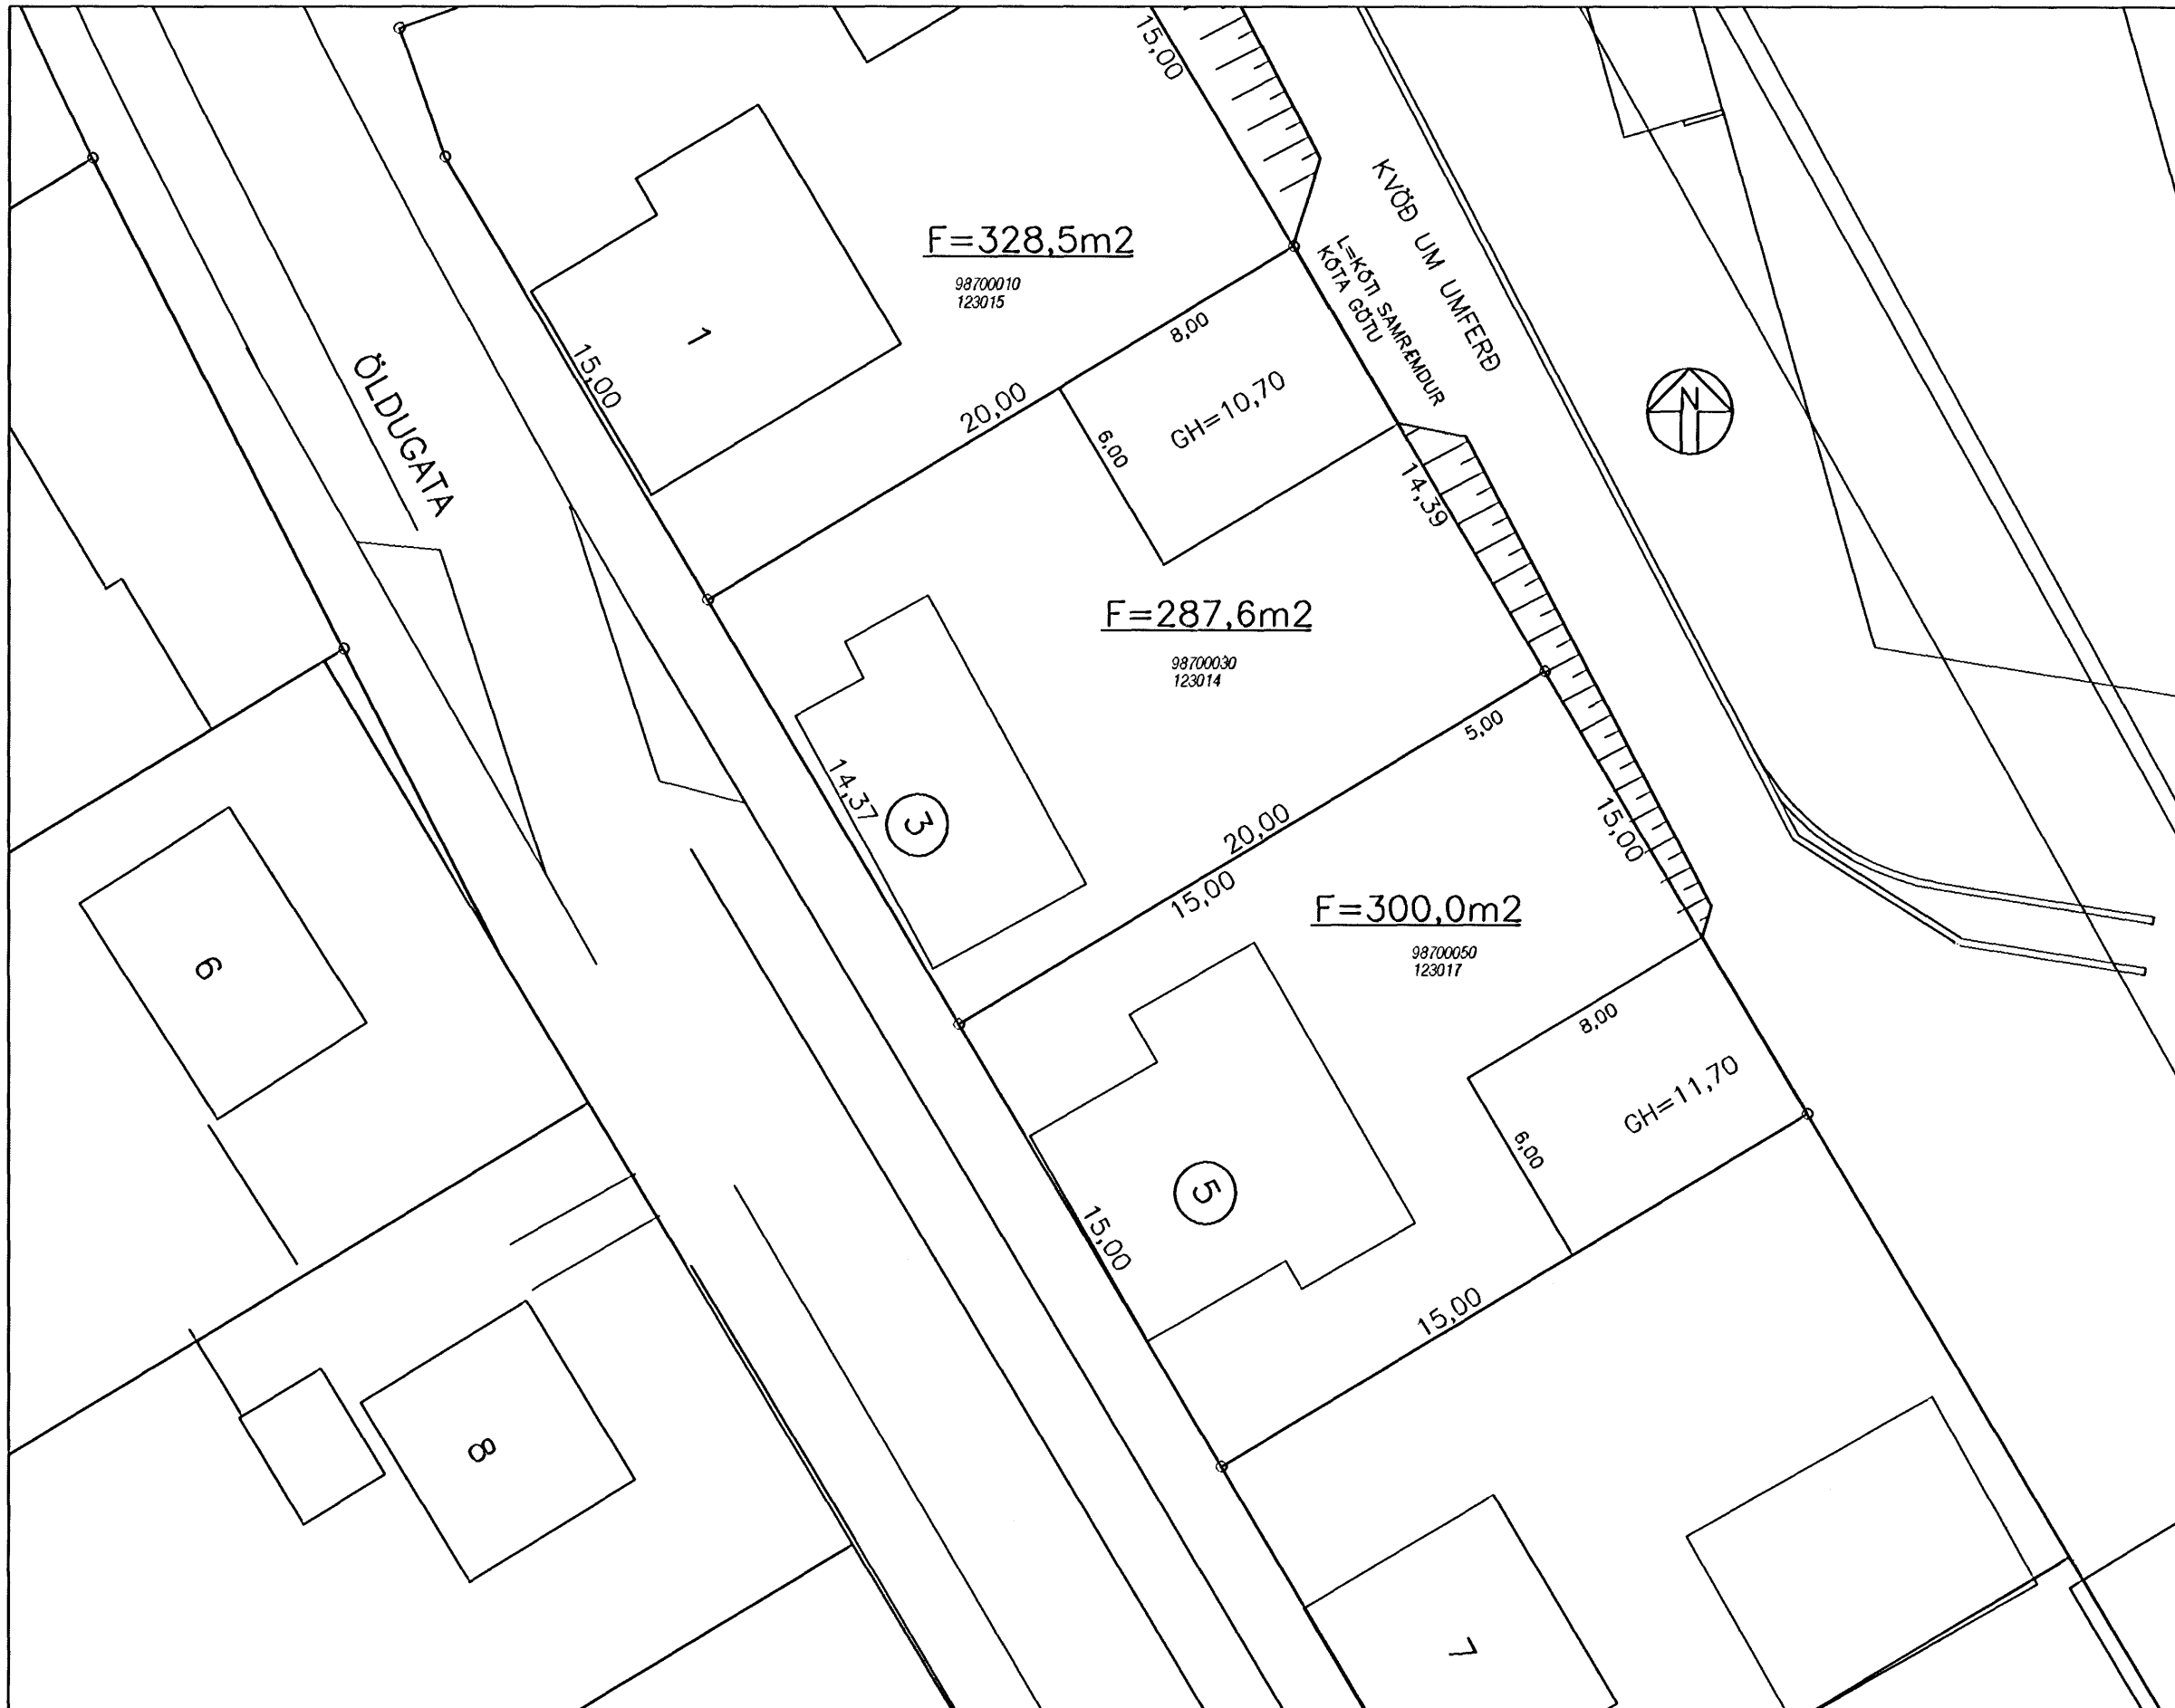 15,00
KVÖÐ UM UMFERÐ
L=KÓTI SAMRÆMDUR
KÓTA GÖTU
F=328,5m2
98700010
123015
1
15,00
ÖLDUGATA
8,00
20,00
GH=10,70
6,00
N
14,39
F=287,6m2
98700030
123014
5,00
14,37
3
20,00
15,00
15,00
F=300,0m2
98700050
123017
6
8,00
GH=11,70
6,00
5
15,00
15,00
8
7